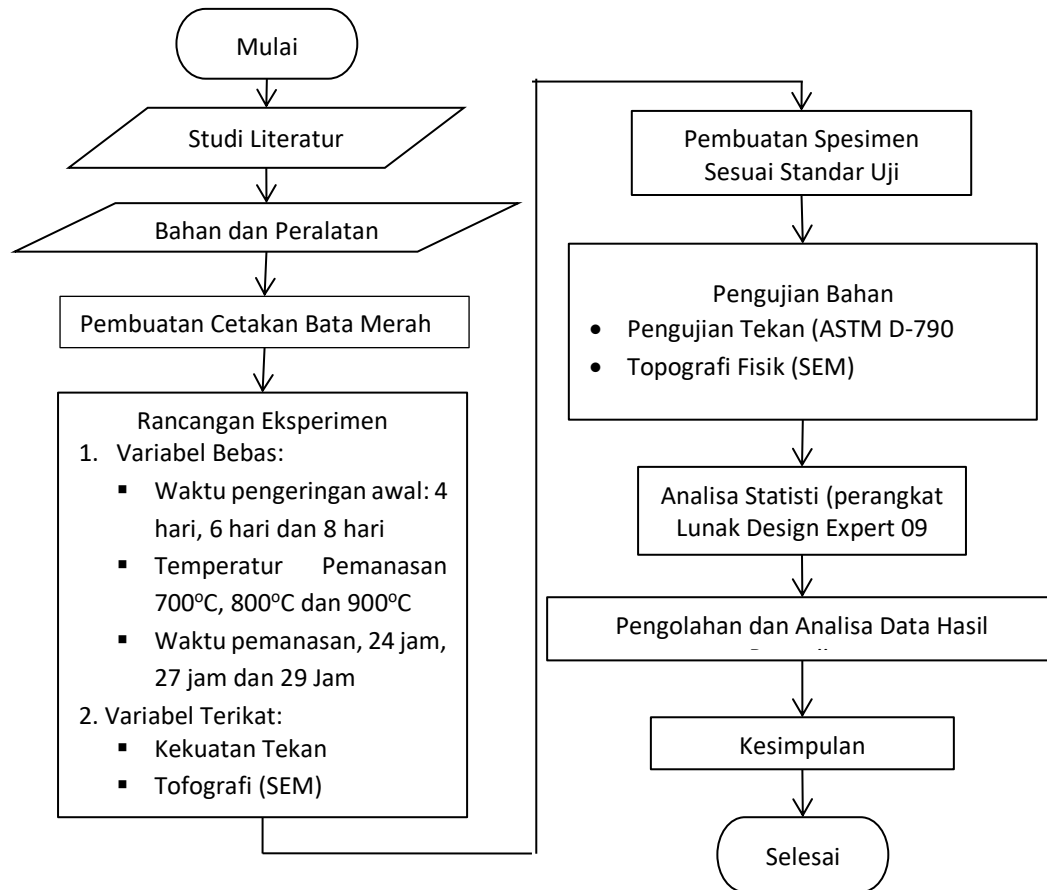 Mulai
Studi Literatur
Bahan dan Peralatan
Pembuatan Cetakan Bata Merah
Rancangan Eksperimen
1. Variabel Bebas:
▪ Waktu pengeringan awal: 4
hari, 6 hari dan 8 hari
▪ Temperatur Pemanasan
700°C, 800°C dan 900°C
▪ Waktu pemanasan, 24 jam,
27 jam dan 29 Jam
2. Variabel Terikat:
▪ Kekuatan Tekan
▪ Tofografi (SEM)
Pembuatan Spesimen
Sesuai Standar Uji
Pengujian Bahan
• Pengujian Tekan (ASTM D-790
• Topografi Fisik (SEM)
Analisa Statisti (perangkat
Lunak Design Expert 09
Pengolahan dan Analisa Data Hasil
Kesimpulan
Selesai